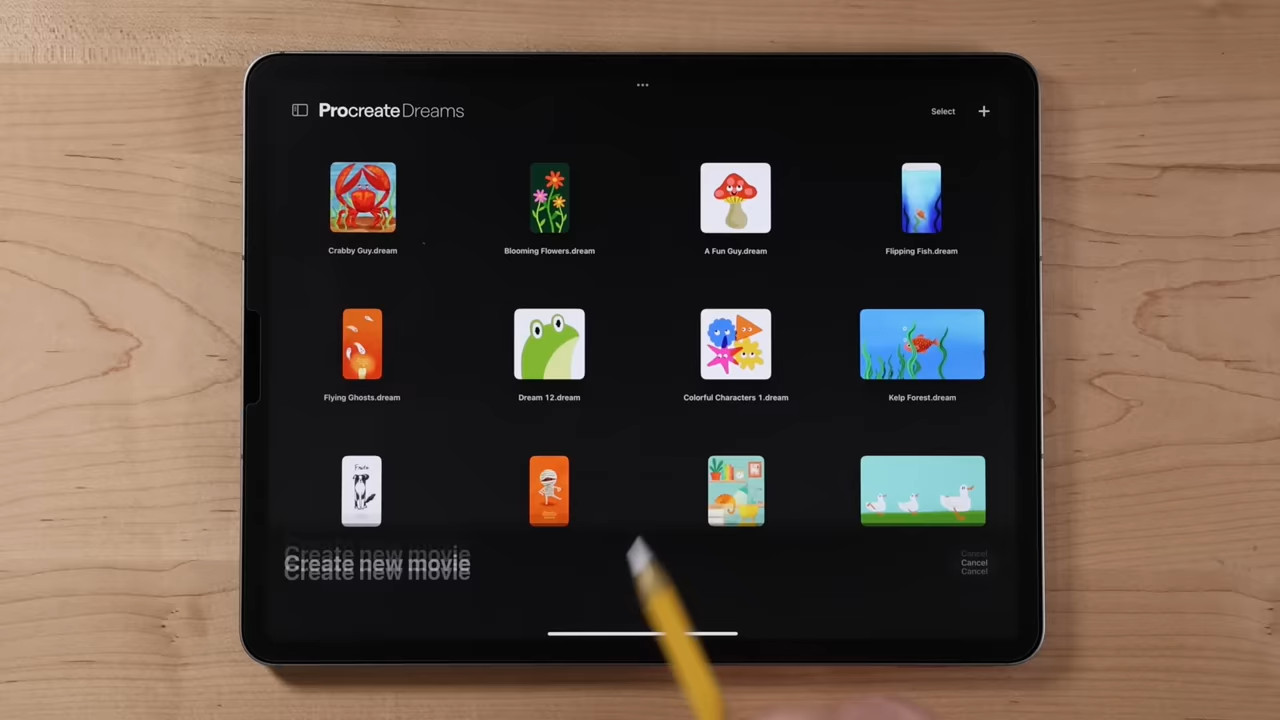 Procreate Dreams
Select
Crabby Guy.dream
Blooming Flowers.dream
A Fun Guy.dream
Flipping Fish.dream
Flying Ghosts.dream
Dream 12.dream
Colorful Characters 1.dream
Kelp Forest.dream
Create new movie
Cancel